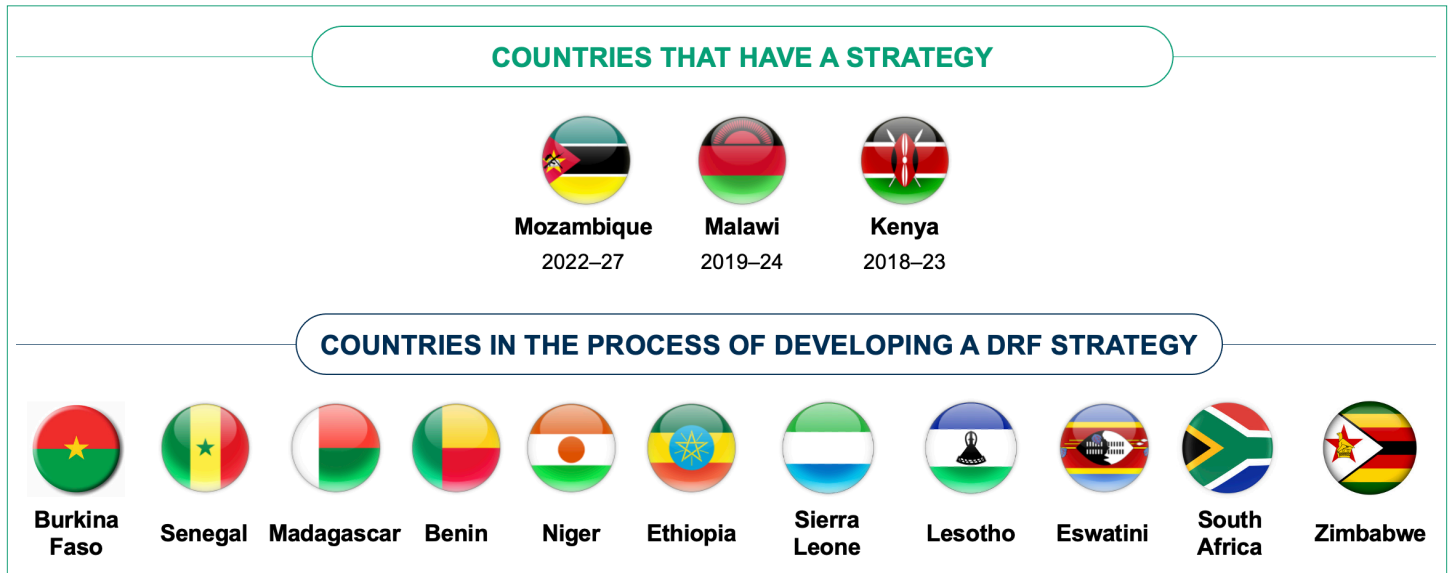 COUNTRIES THAT HAVE A STRATEGY
Mozambique
2022–27
Malawi
2019–24
Kenya
2018–23
COUNTRIES IN THE PROCESS OF DEVELOPING A DRF STRATEGY
Burkina
Faso
Senegal
Madagascar
Benin
Niger
Ethiopia
Sierra
Leone
Lesotho
Eswatini
South
Africa
Zimbabwe